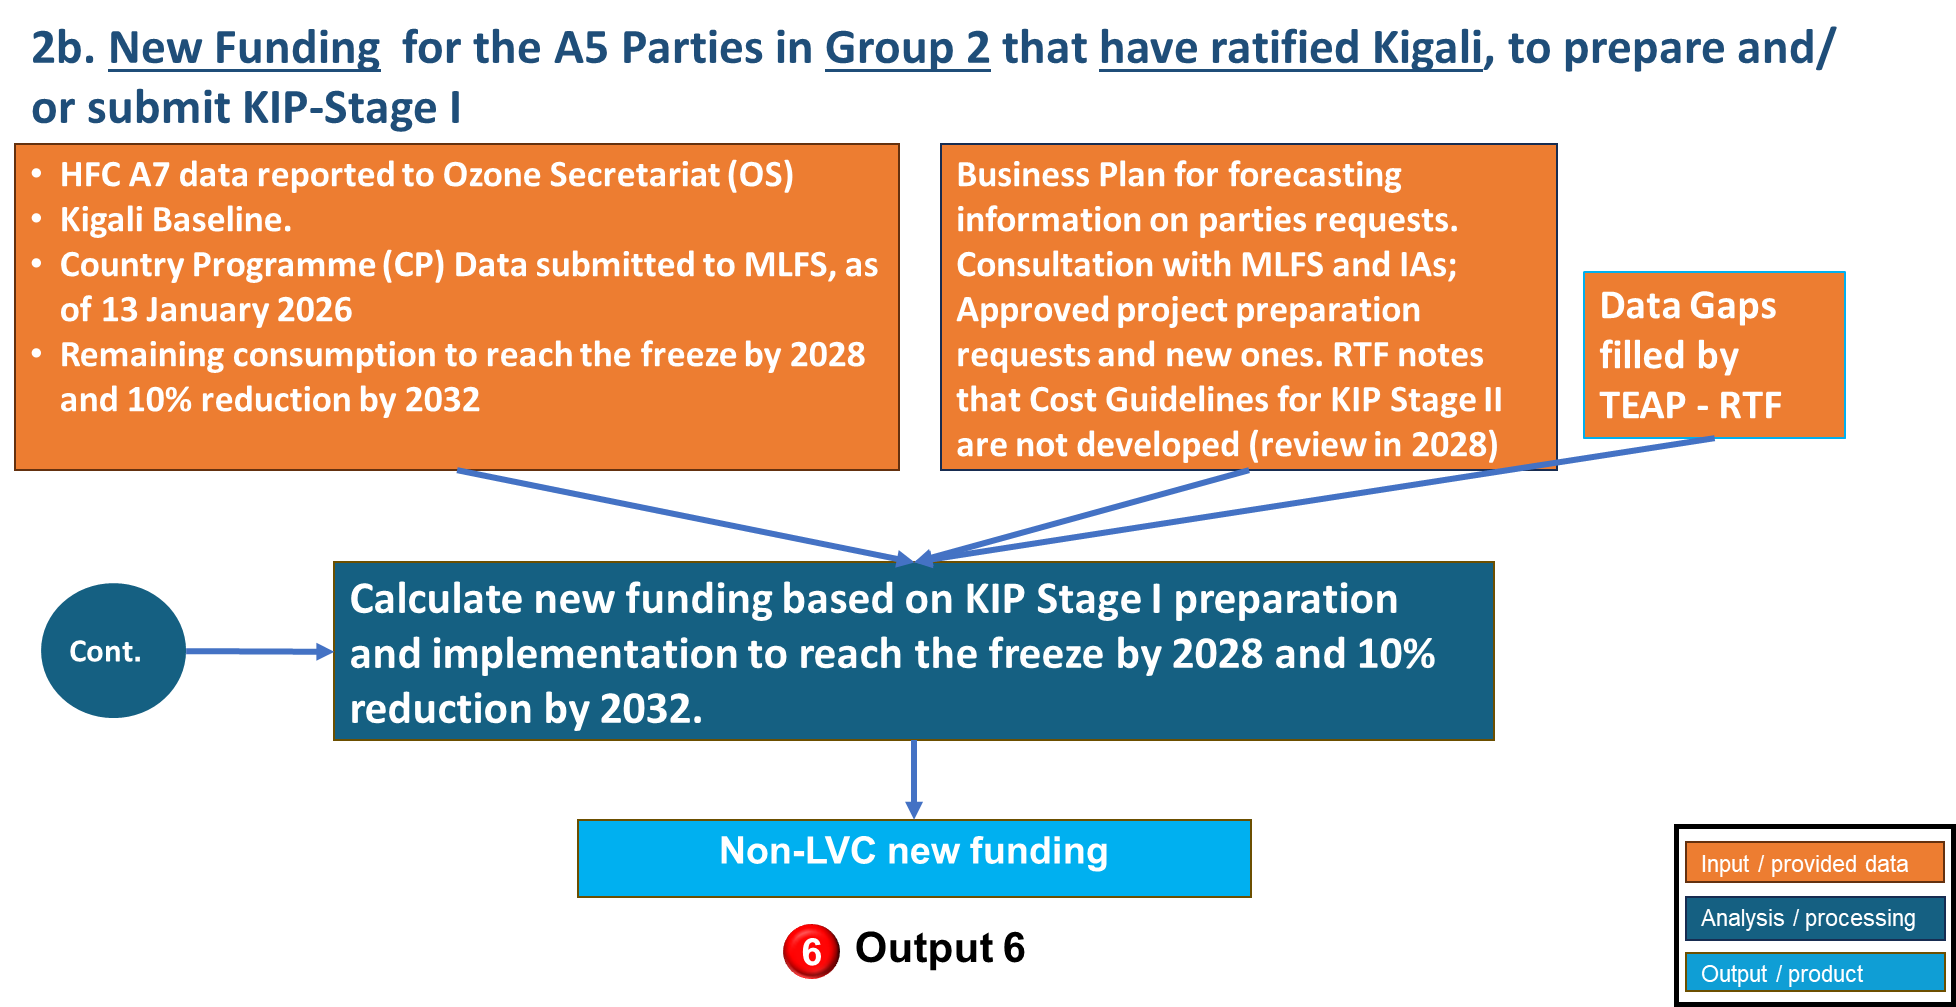 2b. New Funding for the A5 Parties in Group 2 that have ratified Kigali, to prepare and/
or submit KIP-Stage I
• HFC A7 data reported to Ozone Secretariat (OS)
• Kigali Baseline.
• Country Programme (CP) Data submitted to MLFS, as
of 13 January 2026
• Remaining consumption to reach the freeze by 2028
and 10% reduction by 2032
Business Plan for forecasting
information on parties requests.
Consultation with MLFS and IAs;
Approved project preparation
requests and new ones. RTF notes
that Cost Guidelines for KIP Stage II
are not developed (review in 2028)
Data Gaps
filled by
TEAP - RTF
Cont.
Calculate new funding based on KIP Stage I preparation
and implementation to reach the freeze by 2028 and 10%
reduction by 2032.
Non-LVC new funding
6 Output 6
Input / provided data
Analysis / processing
Output / product